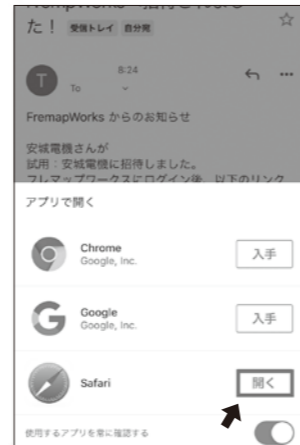 た！ 受信トレイ 自分発
T
8:24
To
FremapWorks からのお知らせ
安城電機さんが
試用：安城電機に招待しました。
フレマップワークスにログイン後、以下のリンク
アプリで開く
Chrome
Google, Inc.
入手
Google
Google, Inc.
入手
Safari
開く
使用するアプリを常に確認する